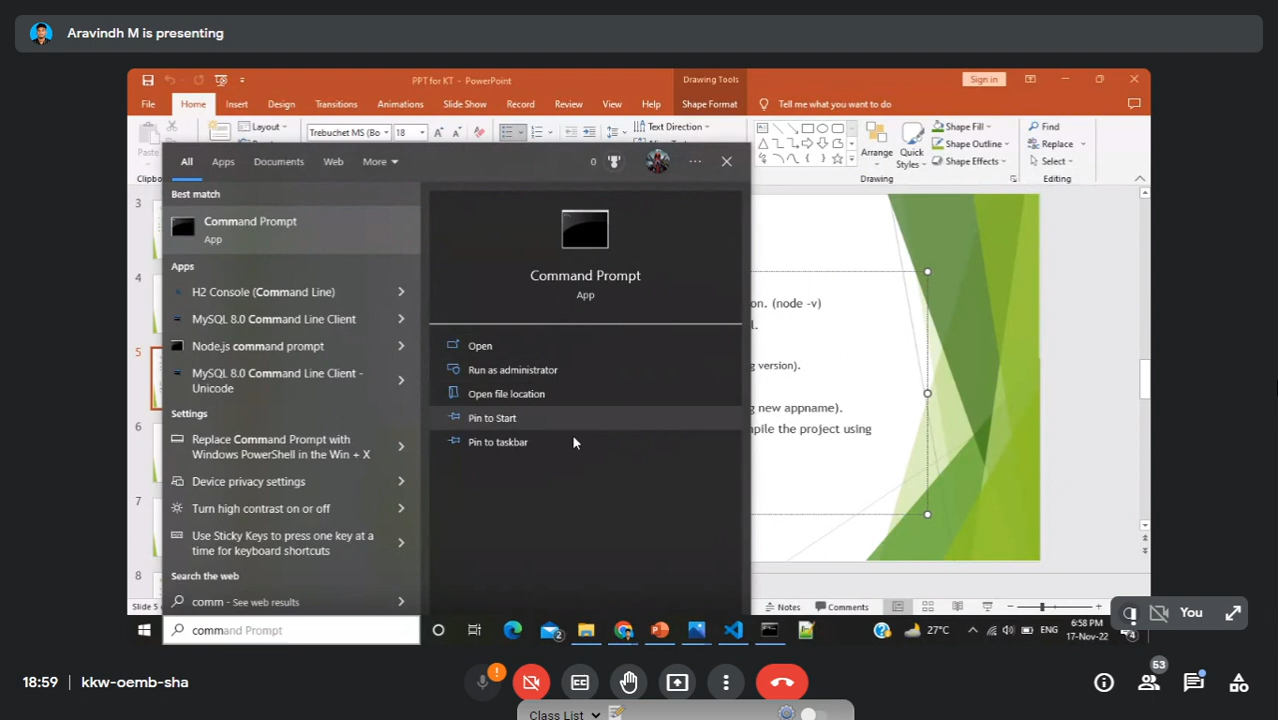 Aravindh M is presenting
PPT for KT - PowerPoint
Drawing Tools
Sign in
File Home Insert Design Transitions Animations Slide Show Record Review View Help Shape Format Tell me what you want to do
Layout
Trebuchet MS (Bo 18
Text Direction
Paste
Clipb
Arrange
Quick
Styles
Shape Fill
Shape Outline
Shape Effects
Drawing
Find
Replace
Select
Editing
All Apps Documents Web More 0
Best match
Command Prompt
App
Apps
H2 Console (Command Line)
MySQL 8.0 Command Line Client
Node.js command prompt
MySQL 8.0 Command Line Client -
Unicode
Settings
Replace Command Prompt with
Windows PowerShell in the Win + X
Device privacy settings
Turn high contrast on or off
Use Sticky Keys to press one key at a
time for keyboard shortcuts
Search the web
comm - See web results
command Prompt
Command Prompt
App
Open
Run as administrator
Open file location
Pin to Start
Pin to taskbar
3
4
5
6
7
8
on. (node -v)
l.
g version).
g new appname).
npile the project using
Slide 5
Notes
Comments
2
27°C
ENG
6:58 PM
17-Nov-22
4
You
18:59 kkw-oemb-sha
53
Class List